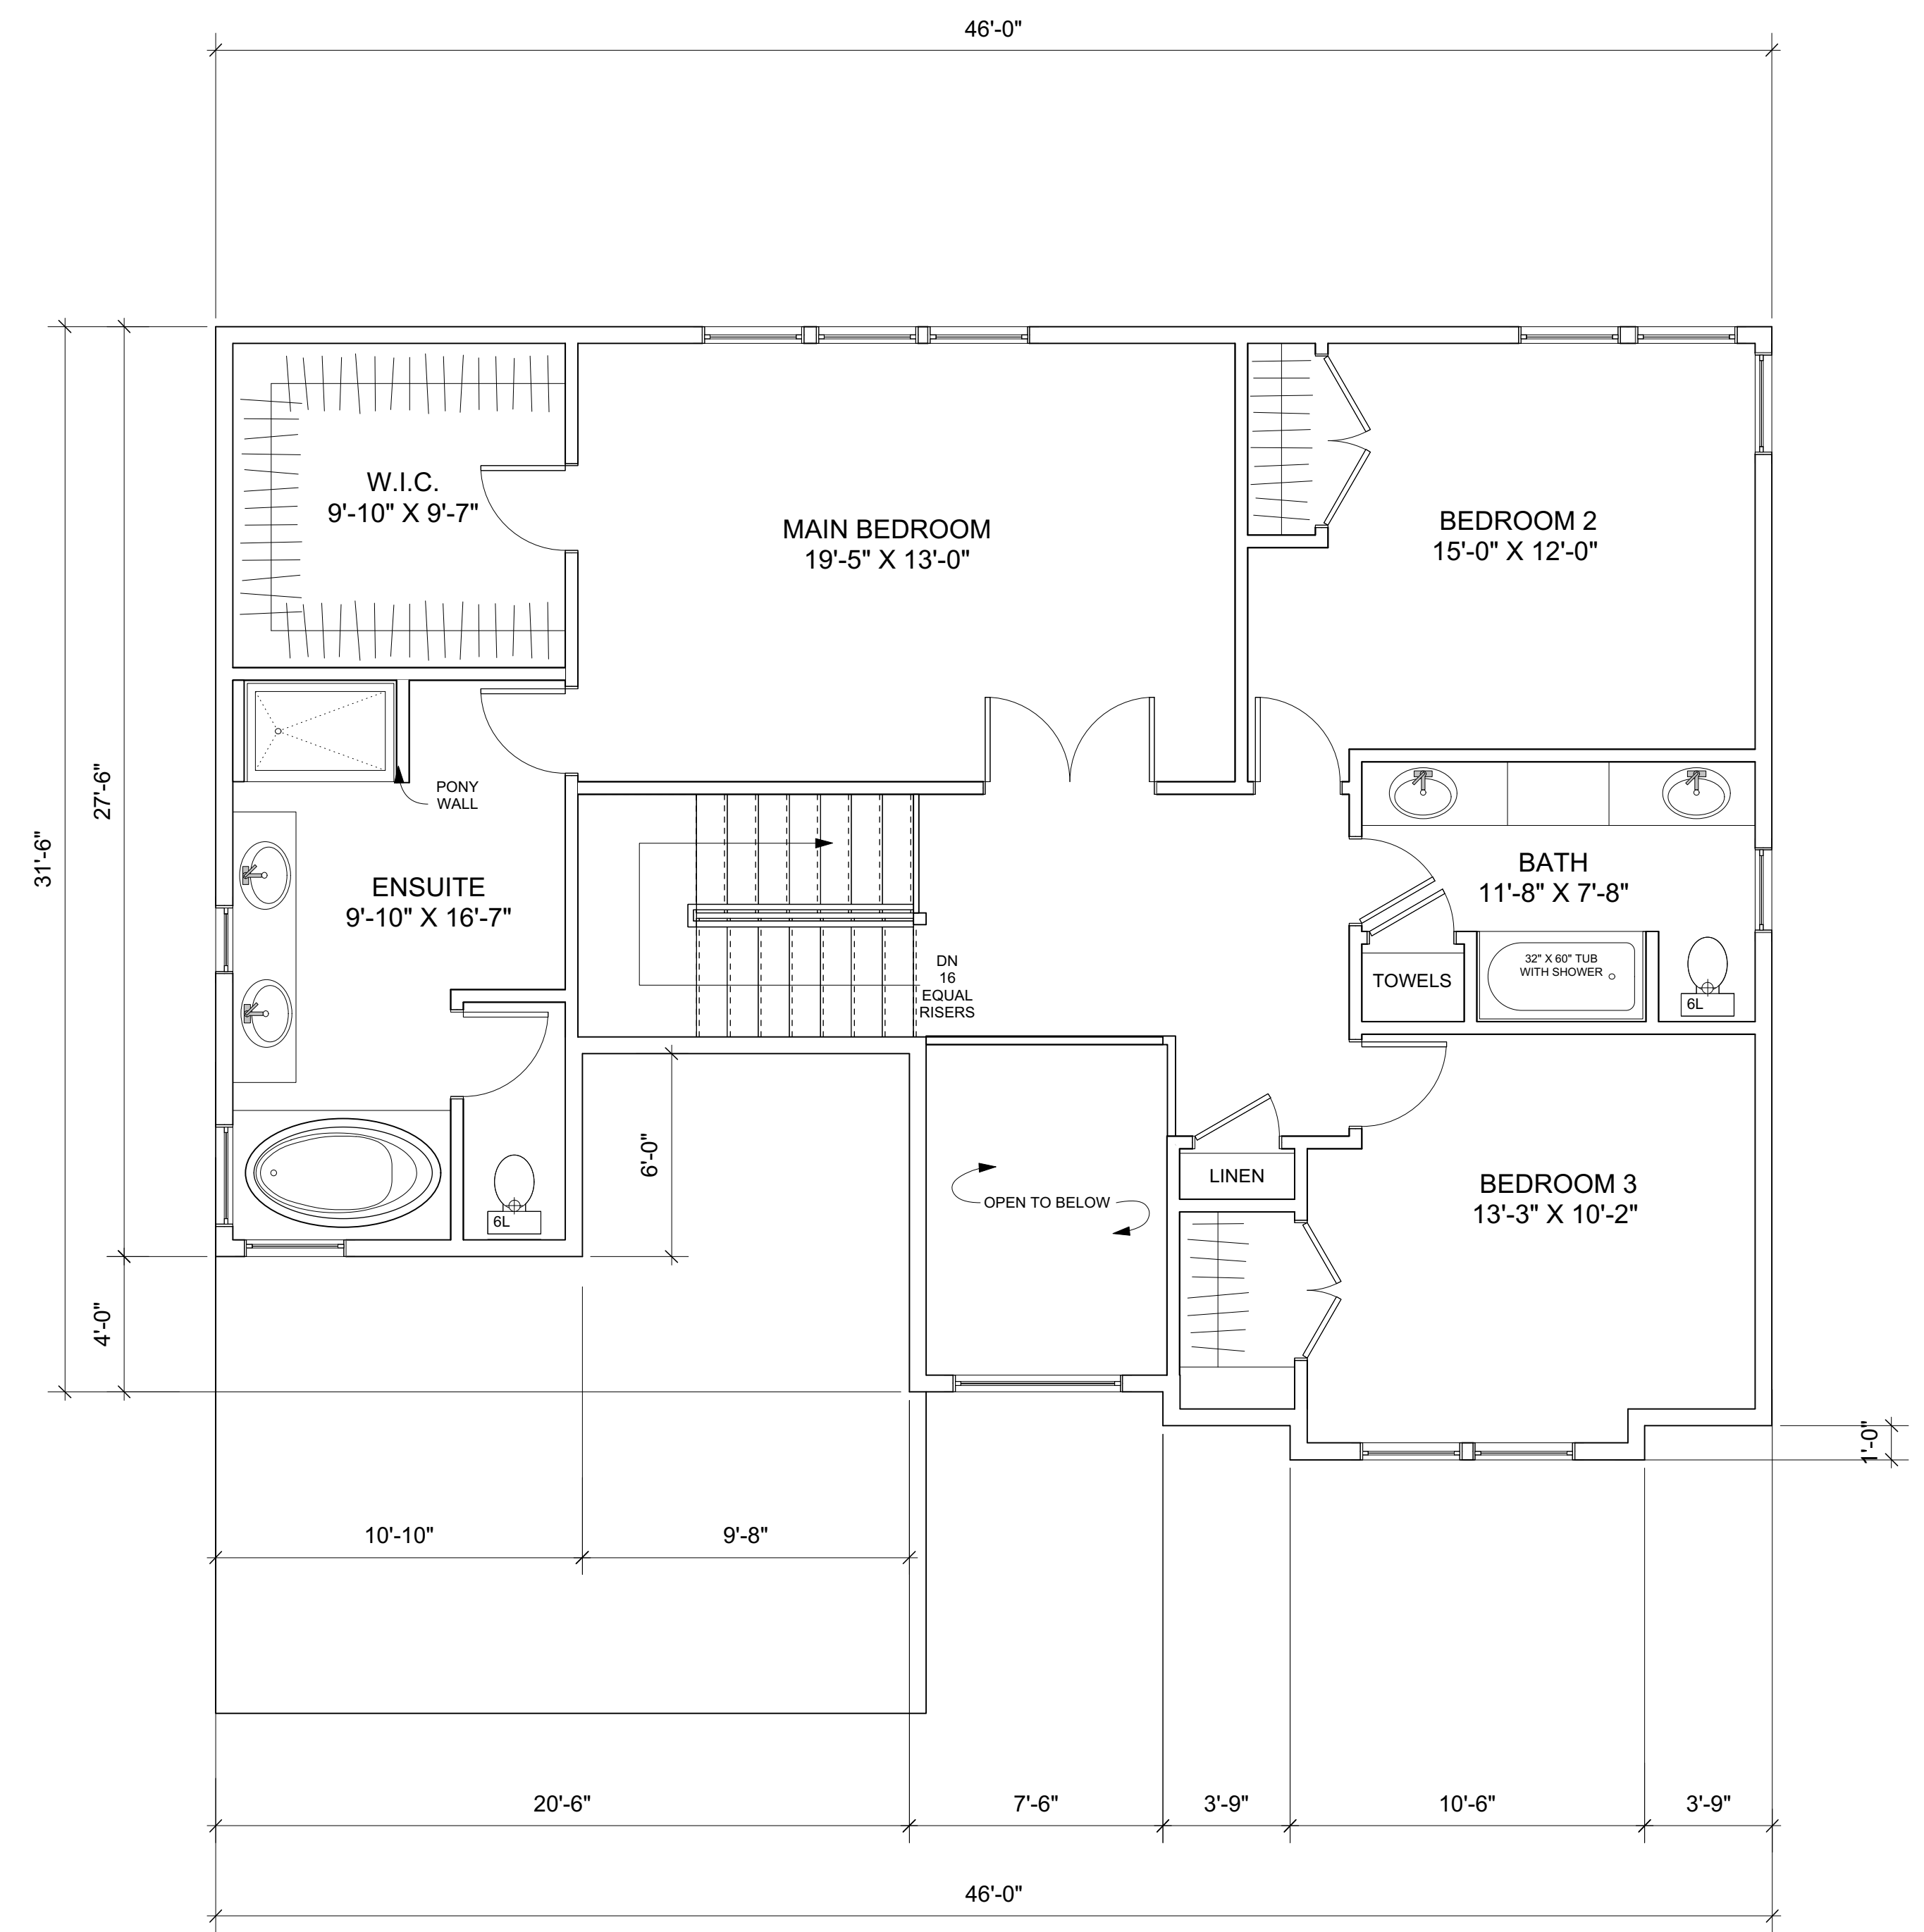 46'-0"
W.I.C.
9'-10" X 9'-7"
MAIN BEDROOM
19'-5" X 13'-0"
BEDROOM 2
15'-0" X 12'-0"
31'-6"
27'-6"
PONY
WALL
ENSUITE
9'-10" X 16'-7"
BATH
11'-8" X 7'-8"
DN
16
EQUAL
RISERS
TOWELS
32" X 60" TUB
WITH SHOWER
6L
6'-0"
LINEN
OPEN TO BELOW
BEDROOM 3
13'-3" X 10'-2"
6L
4'-0"
1'-0"
10'-10"
9'-8"
20'-6"
7'-6"
3'-9"
10'-6"
3'-9"
46'-0"